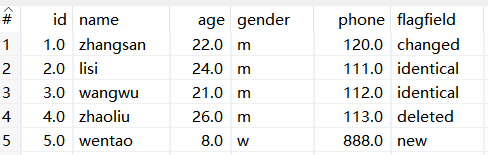 # id name age gender phone flagfield
1 1.0 zhangsan 22.0 m 120.0 changed
2 2.0 lisi 24.0 m 111.0 identical
3 3.0 wangwu 21.0 m 112.0 identical
4 4.0 zhaoliu 26.0 m 113.0 deleted
5 5.0 wentao 8.0 w 888.0 new